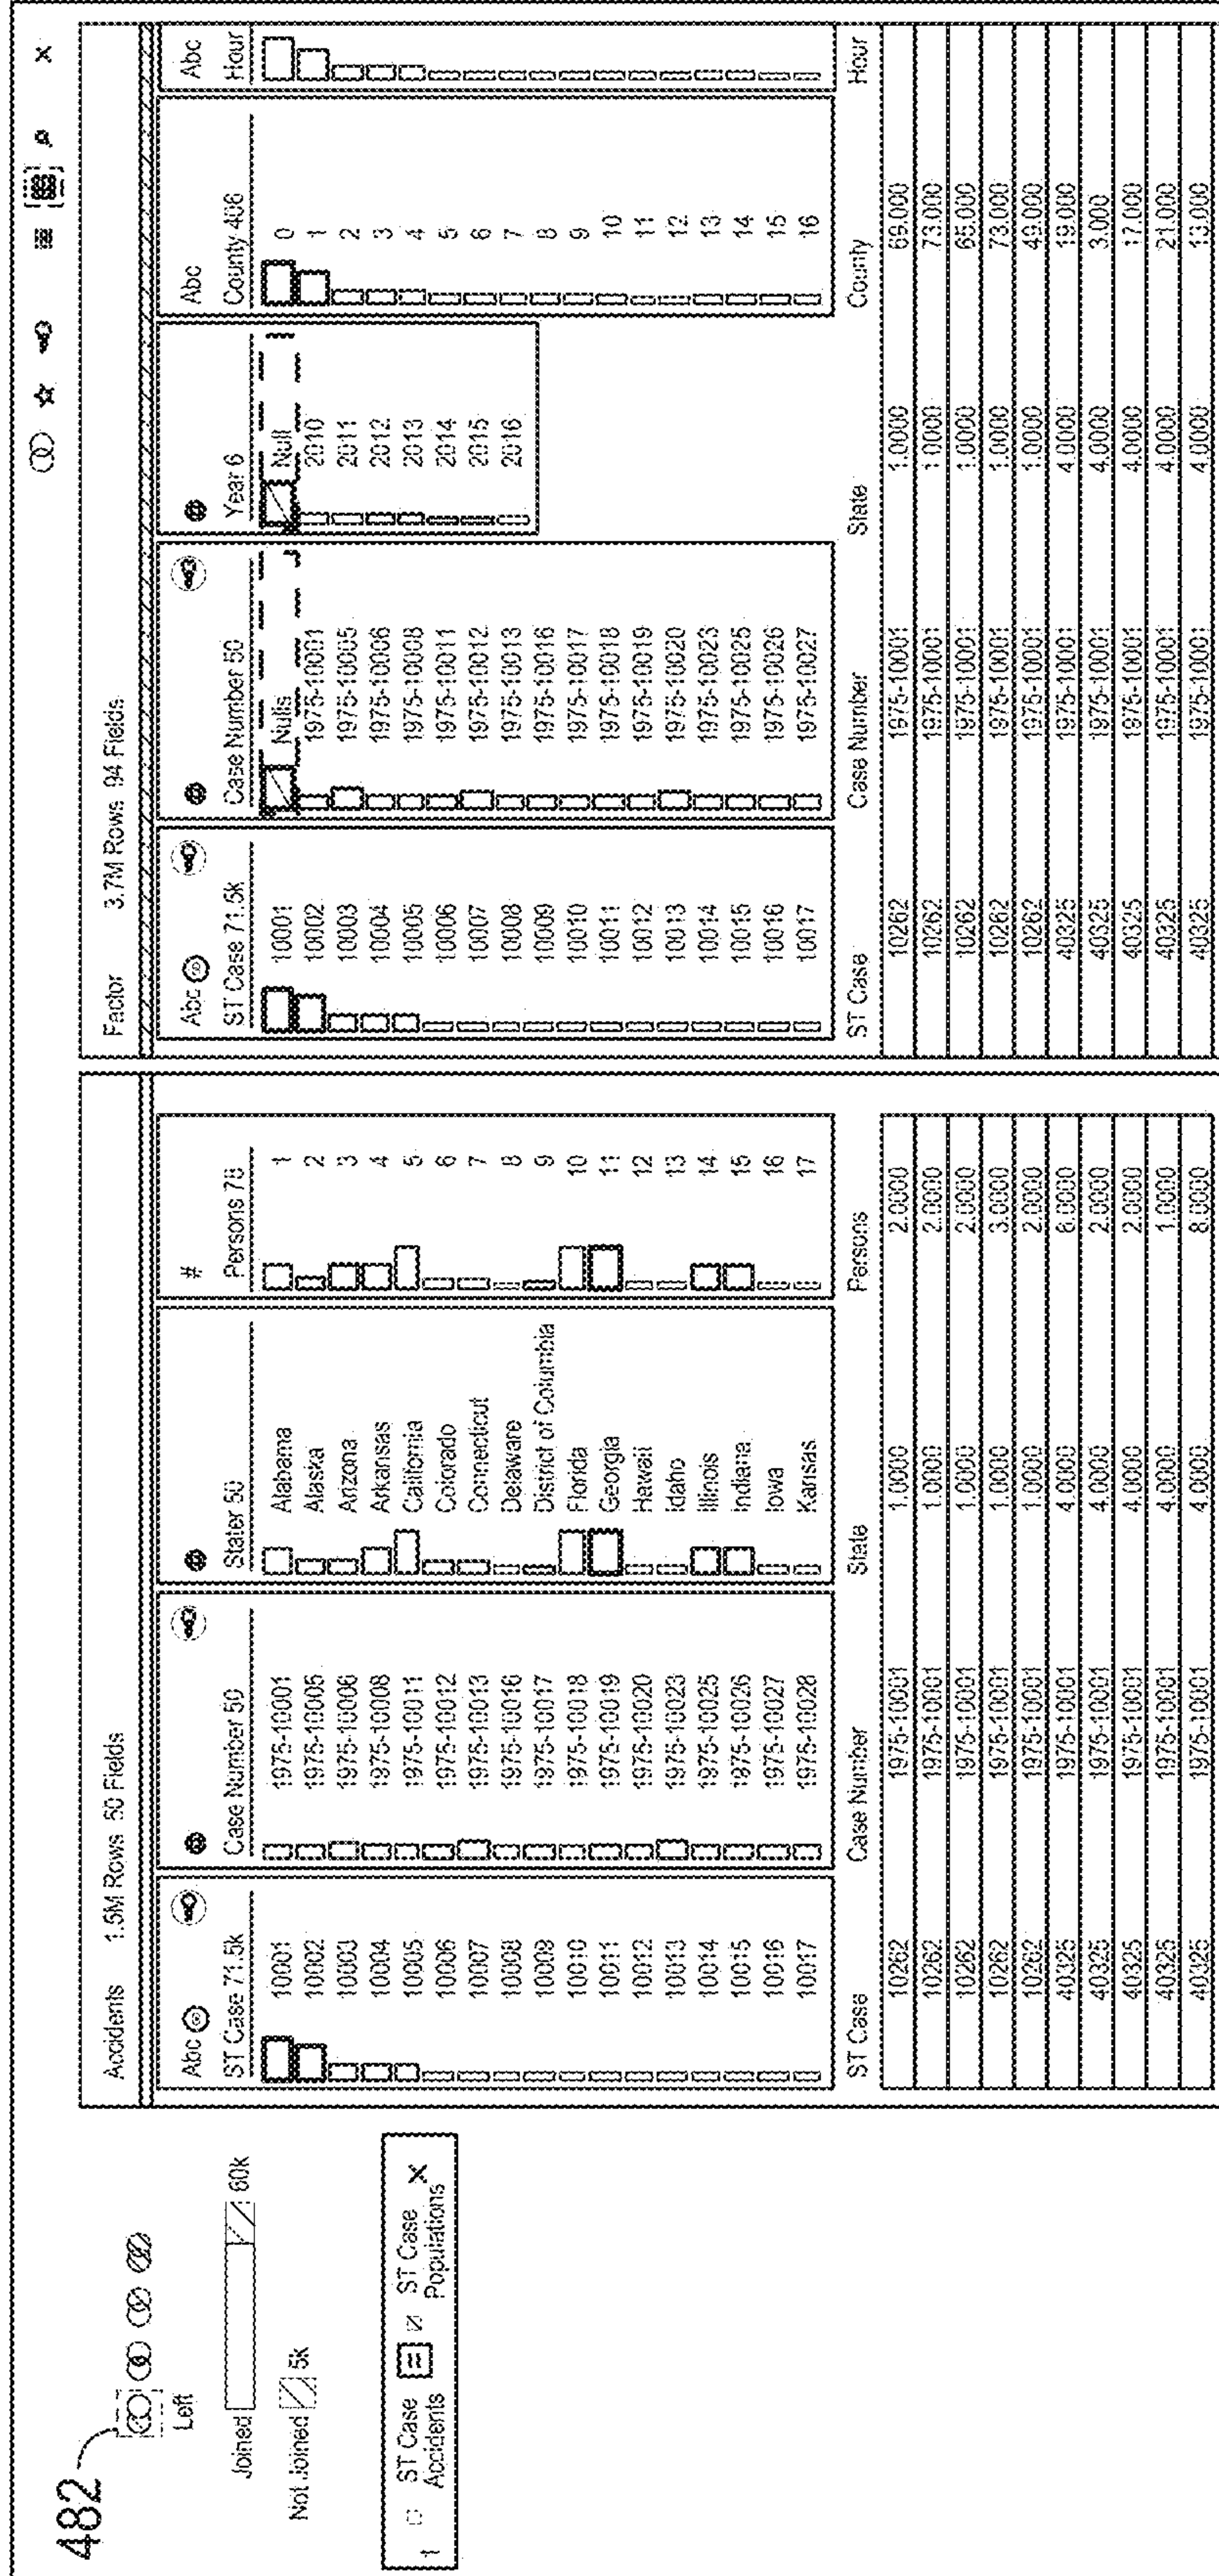 482
Left
Joined 60k
Not Joined 5k
1 ST Case = ST Case X
Accidents Populations
Accidents 1.5M Rows 50 Fields
Abc
ST Case 71.5k
10001
10002
10003
10004
10005
10006
10007
10008
10009
10010
10011
10012
10013
10014
10015
10016
10017
Case Number 50
1975-10001
1975-10005
1975-10006
1975-10008
1975-10011
1975-10012
1975-10013
1975-10016
1975-10017
1975-10018
1975-10019
1975-10020
1975-10023
1975-10025
1975-10026
1975-10027
1975-10028
Stater 50
Alabama
Alaska
Arizona
Arkansas
California
Colorado
Connecticut
Delaware
District of Columbia
Florida
Georgia
Hawaii
Idaho
Illinois
Indiana
Iowa
Kansas
#
Persons 78
1
2
3
4
5
6
7
8
9
10
11
12
13
14
15
16
17
ST Case Case Number State Persons
10262 1975-10001 1.0000 2.0000
10262 1975-10001 1.0000 2.0000
10262 1975-10001 1.0000 2.0000
10262 1975-10001 1.0000 3.0000
10262 1975-10001 1.0000 2.0000
40325 1975-10001 4.0000 6.0000
40325 1975-10001 4.0000 2.0000
40325 1975-10001 4.0000 2.0000
40325 1975-10001 4.0000 1.0000
40325 1975-10001 4.0000 8.0000
Factor 3.7M Rows 94 Fields
Abc
ST Case 71.5k
10001
10002
10003
10004
10005
10006
10007
10008
10009
10010
10011
10012
10013
10014
10015
10016
10017
Case Number 50
Nulls
1975-10001
1975-10005
1975-10006
1975-10008
1975-10011
1975-10012
1975-10013
1975-10016
1975-10017
1975-10018
1975-10019
1975-10020
1975-10023
1975-10025
1975-10026
1975-10027
Year 6
Null
2010
2011
2012
2013
2014
2015
2016
Abc
County 406
0
1
2
3
4
5
6
7
8
9
10
11
12
13
14
15
16
Abc
Hour
ST Case Case Number State County Hour
10262 1975-10001 1.0000 69.000
10262 1975-10001 1.0000 73.000
10262 1975-10001 1.0000 65.000
10262 1975-10001 1.0000 73.000
10262 1975-10001 1.0000 49.000
40325 1975-10001 4.0000 19.000
40325 1975-10001 4.0000 3.000
40325 1975-10001 4.0000 17.000
40325 1975-10001 4.0000 21.000
40325 1975-10001 4.0000 13.000